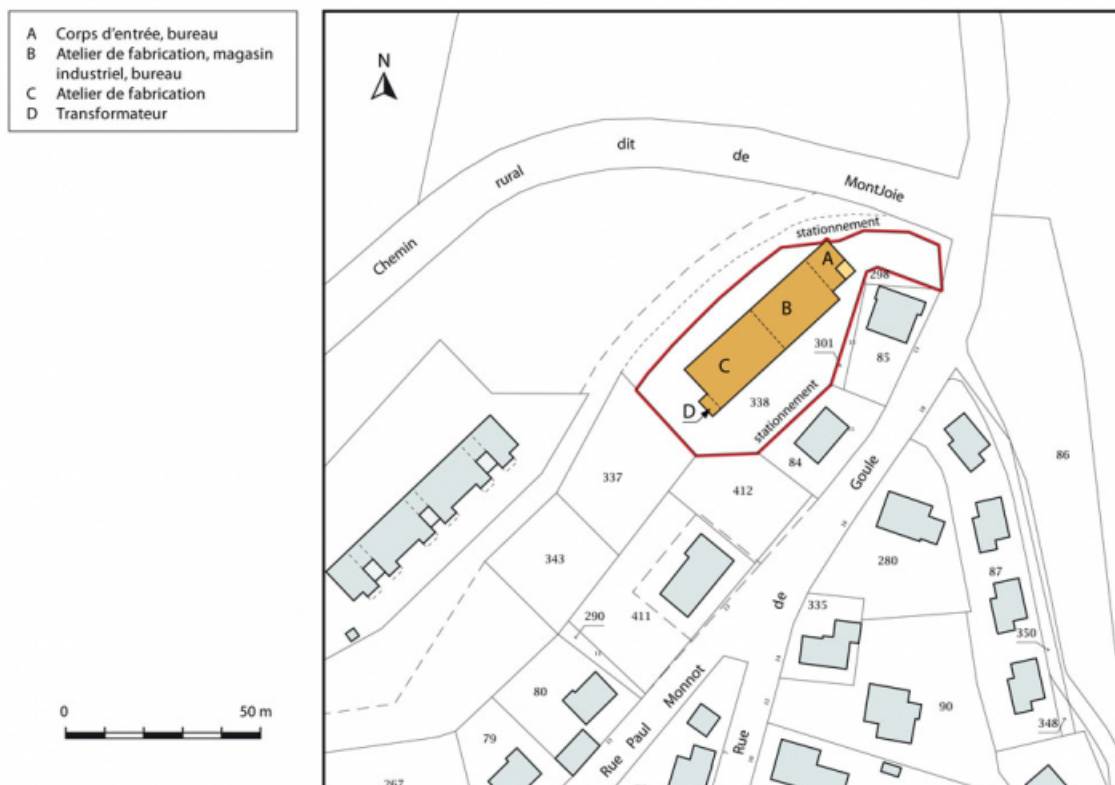 A Corps d'entrée, bureau
B Atelier de fabrication, magasin
industriel, bureau
C Atelier de fabrication
D Transformateur
N
Chemin rural dit de MontJoie
stationnement
A
298
B
301
85
C
338
D
stationnement
84
86
337
412
Goule
343
280
87
de
335
290
411
350
80
Rue Paul Monnot
90
348
79
Rue
267
0 50 m